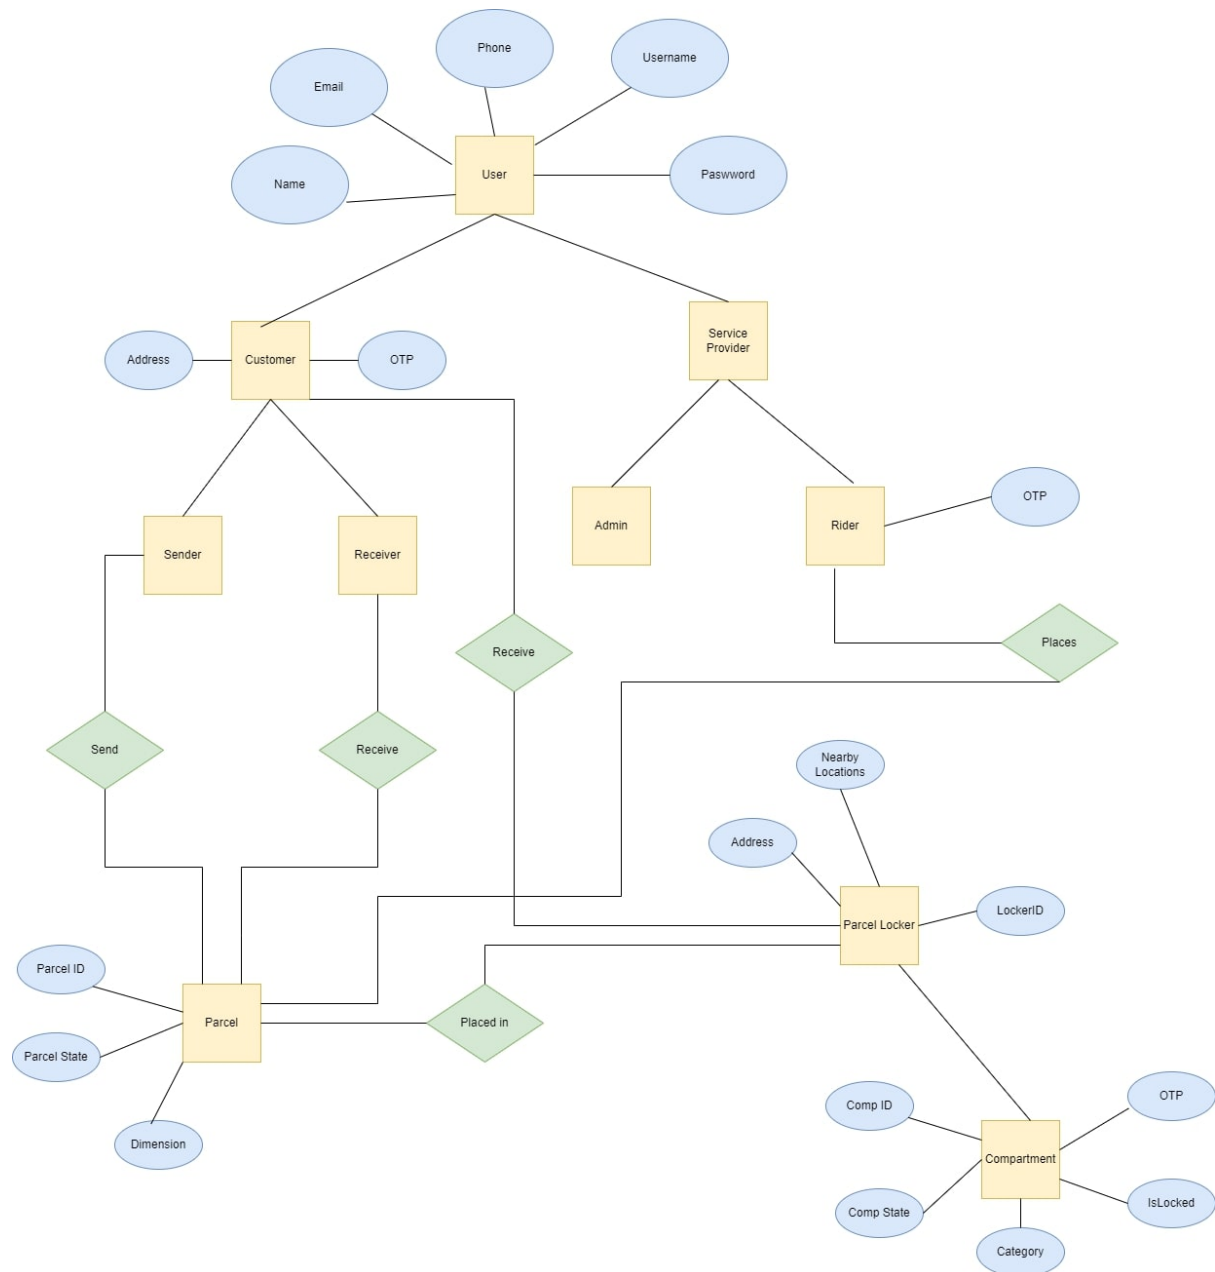 Phone
Username
Email
User
Paswword
Name
Service
Provider
Customer
Address
OTP
OTP
Admin
Rider
Sender
Receiver
Places
Receive
Send
Receive
Nearby
Locations
Address
LockerID
Parcel Locker
Parcel ID
Parcel
Placed in
Parcel State
OTP
Comp ID
Dimension
Compartment
IsLocked
Comp State
Category